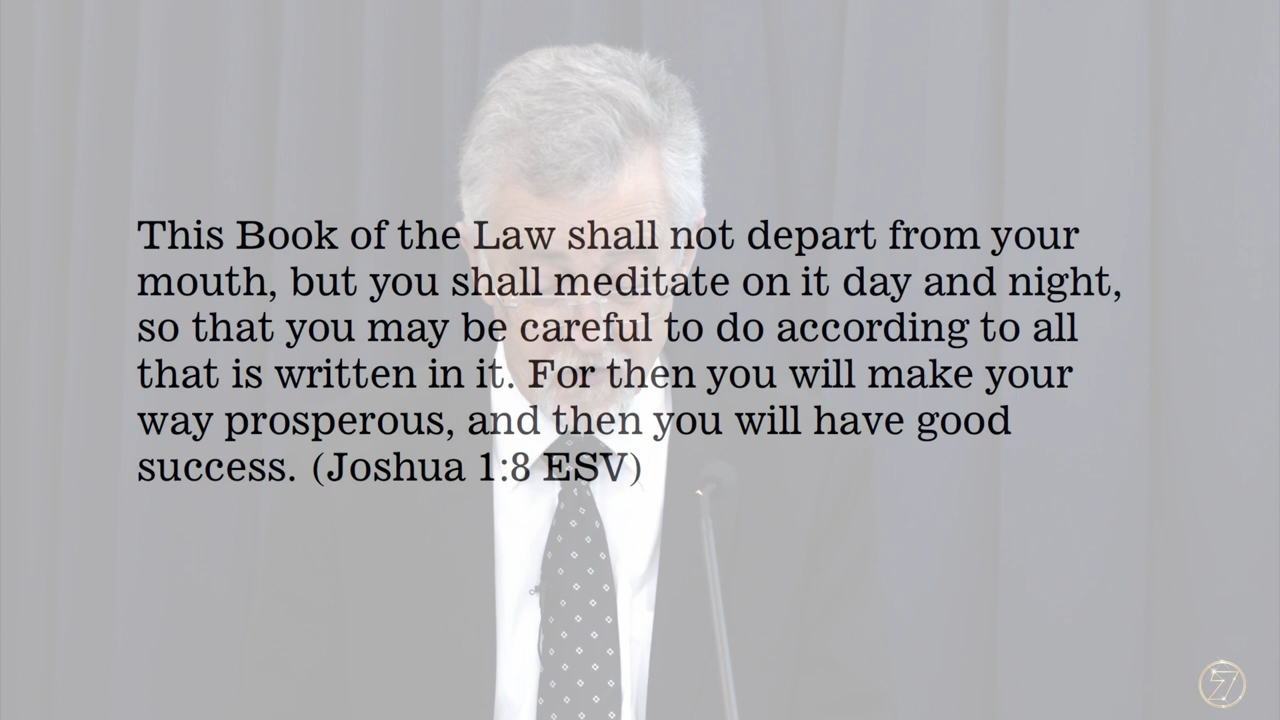 This Book of the Law shall not depart from your
mouth, but you shall meditate on it day and night,
so that you may be careful to do according to all
that is written in it. For then you will make your
way prosperous, and then you will have good
success. (Joshua 1:8 ESV)